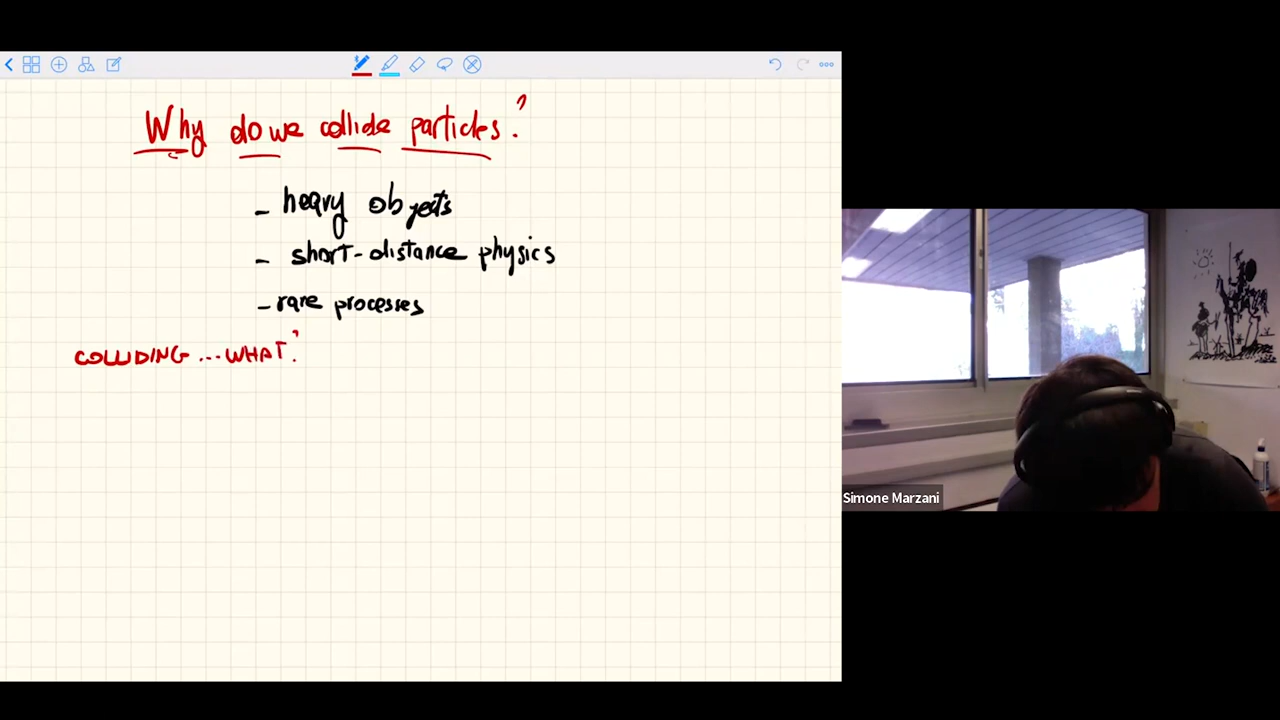 Why do we collide particles?
- heavy objects
- short-distance physics
- rare processes
COLLIDING ... WHAT?
Simone Marzani